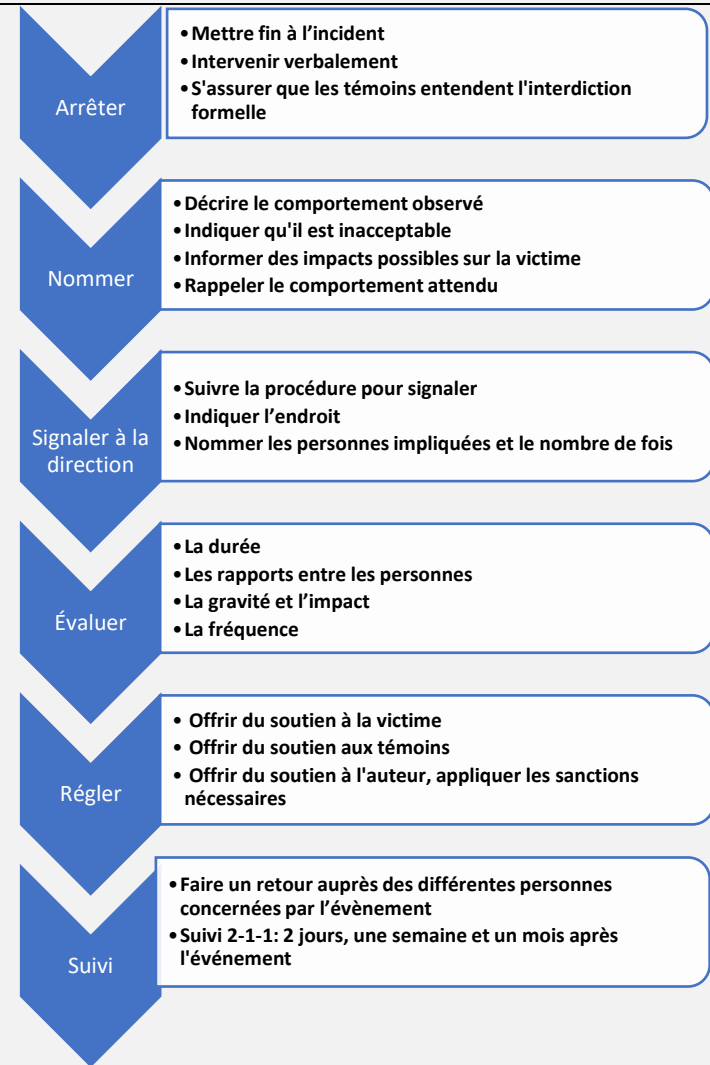 Arrêter
•Mettre fin à l’incident
•Intervenir verbalement
•S'assurer que les témoins entendent l'interdiction
formelle
Nommer
•Décrire le comportement observé
•Indiquer qu'il est inacceptable
•Informer des impacts possibles sur la victime
•Rappeler le comportement attendu
Signaler à la
direction
•Suivre la procédure pour signaler
•Indiquer l’endroit
•Nommer les personnes impliquées et le nombre de fois
Évaluer
•La durée
•Les rapports entre les personnes
•La gravité et l’impact
•La fréquence
Régler
• Offrir du soutien à la victime
• Offrir du soutien aux témoins
• Offrir du soutien à l'auteur, appliquer les sanctions
nécessaires
Suivi
•Faire un retour auprès des différentes personnes
concernées par l’évènement
•Suivi 2-1-1: 2 jours, une semaine et un mois après
l'événement